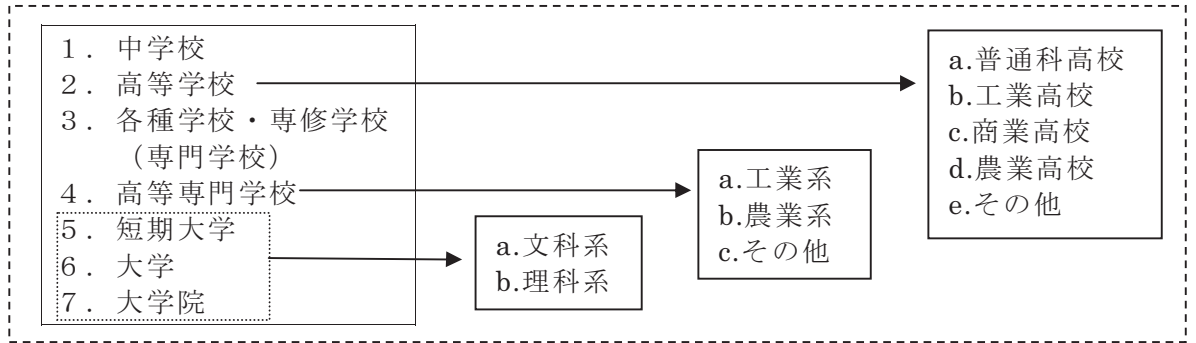 １．中学校
２．高等学校
３．各種学校・専修学校
（専門学校）
４．高等専門学校
５．短期大学
６．大学
７．大学院
a.文科系
b.理科系
a.工業系
b.農業系
c.その他
a.普通科高校
b.工業高校
c.商業高校
d.農業高校
e.その他